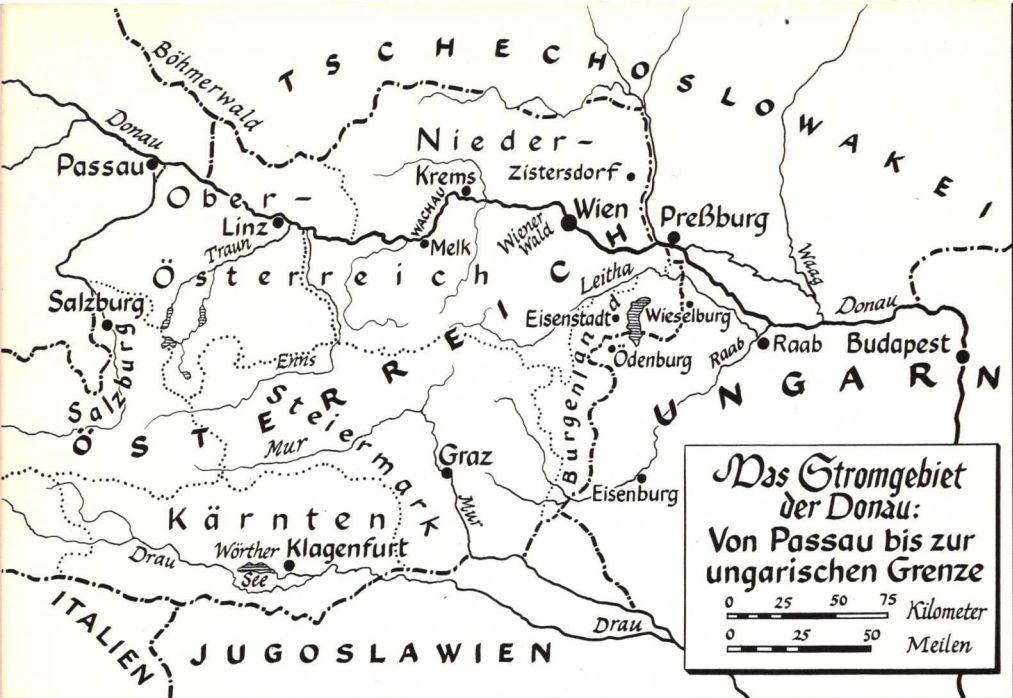 Böhmerwald
TSCHECHOSLOWAKEI
Donau
Passau
Nieder-
Krems
Zistersdorf
Ober-
Linz
WACHAU
Melk
Wiener
Wald
Wien
Preßburg
Traun
Österreich
Leitha
Waag
Donau
Salzburg
Eisenstadt
Wieselburg
Ödenburg
Raab
Raab
Budapest
Enns
Salzburg
ÖSTERREICH
Steiermark
Burgenland
UNGARN
Mur
Graz
Mur
Eisenburg
Kärnten
Drau
Wörther
See
Klagenfurt
Drau
ITALIEN
JUGOSLAWIEN
Das Stromgebiet
der Donau:
Von Passau bis zur
ungarischen Grenze
0 25 50 75 Kilometer
0 25 50 Meilen